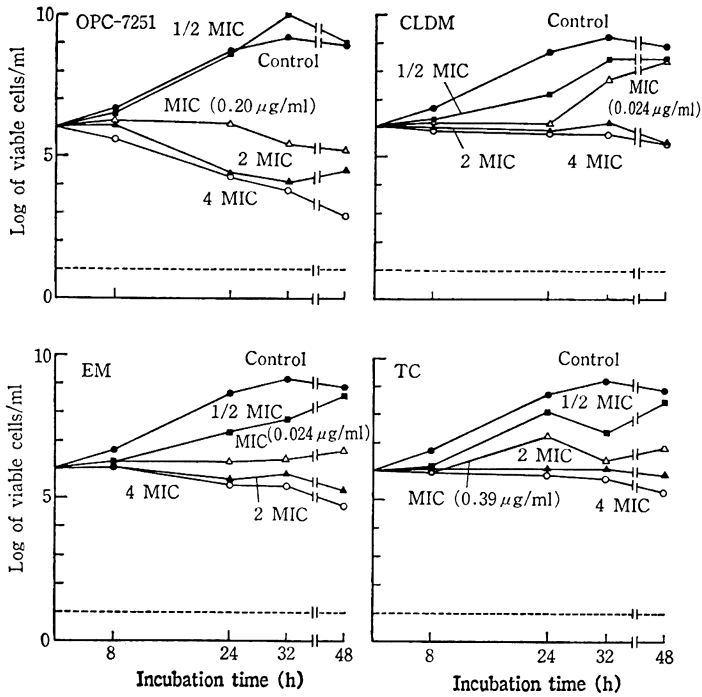 Log of viable cells/ml
10
5
0
OPC-7251
1/2 MIC
Control
MIC (0.20 μg/ml)
2 MIC
4 MIC
CLDM
Control
1/2 MIC
MIC
(0.024 μg/ml)
2 MIC
4 MIC
Log of viable cells/ml
10
5
0
EM
Control
1/2 MIC
MIC (0.024 μg/ml)
4 MIC
2 MIC
8
24
32
48
Incubation time (h)
TC
Control
1/2 MIC
2 MIC
MIC (0.39 μg/ml)
4 MIC
8
24
32
48
Incubation time (h)